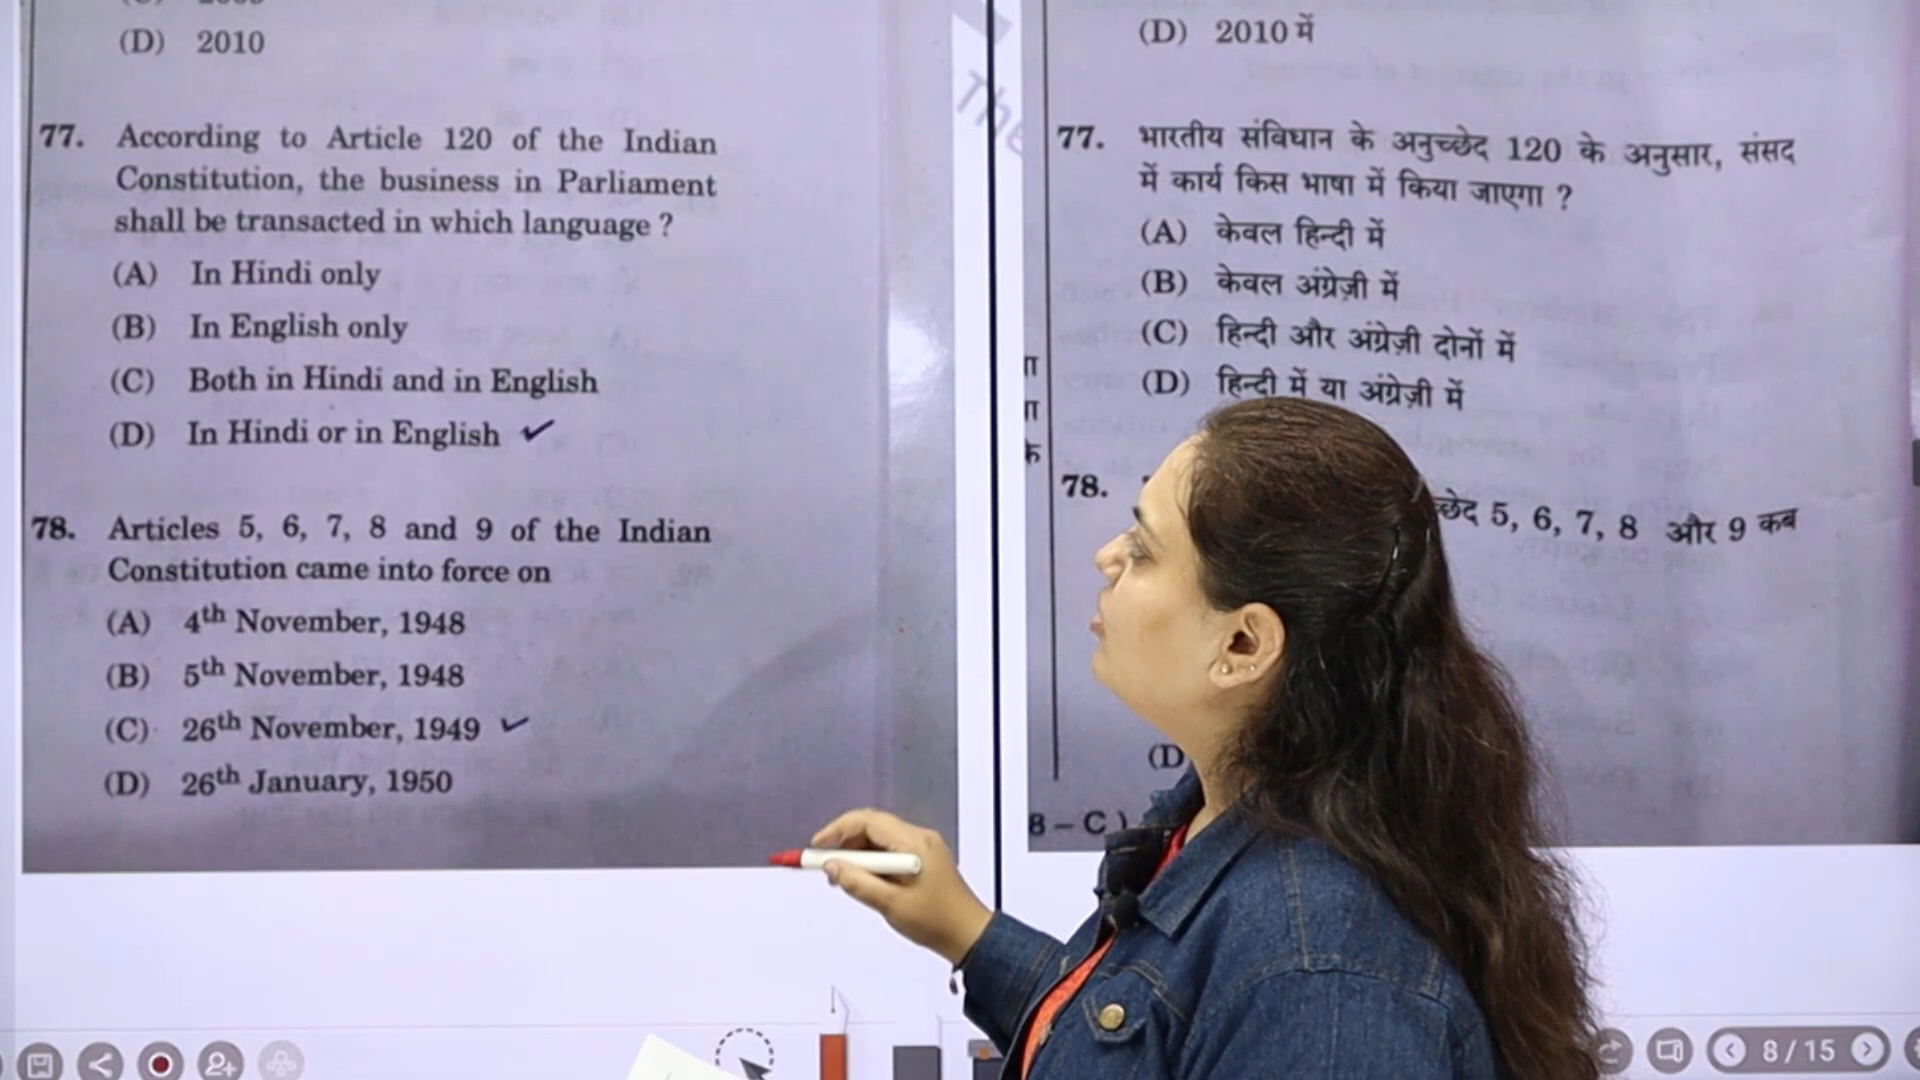 (D) 2010
77. According to Article 120 of the Indian
Constitution, the business in Parliament
shall be transacted in which language ?
(A) In Hindi only
(B) In English only
(C) Both in Hindi and in English
(D) In Hindi or in English
78. Articles 5, 6, 7, 8 and 9 of the Indian
Constitution came into force on
(A) 4th November, 1948
(B) 5th November, 1948
(C) 26th November, 1949
(D) 26th January, 1950
(D) 2010 में
77. भारतीय संविधान के अनुच्छेद 120 के अनुसार, संसद
में कार्य किस भाषा में किया जाएगा ?
(A) केवल हिन्दी में
(B) केवल अंग्रेज़ी में
(C) हिन्दी और अंग्रेज़ी दोनों में
(D) हिन्दी में या अंग्रेज़ी में
78. 5, 6, 7, 8 और 9 कब
(D
8 – C )
8 / 15